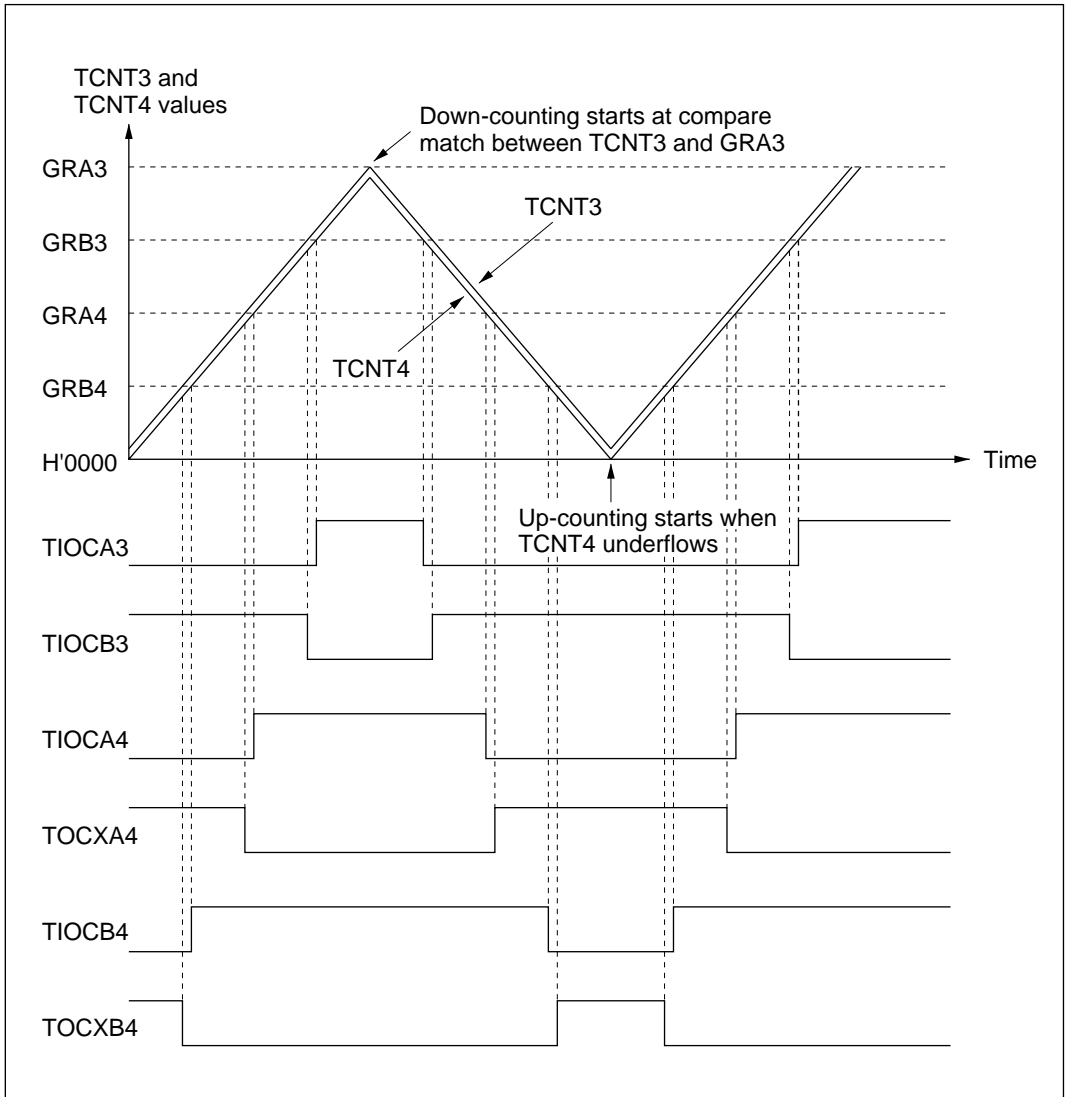 TCNT3 and
TCNT4 values
Down-counting starts at compare
match between TCNT3 and GRA3
GRA3
TCNT3
GRB3
GRA4
TCNT4
GRB4
H'0000
Time
Up-counting starts when
TCNT4 underflows
TIOCA3
TIOCB3
TIOCA4
TOCXA4
TIOCB4
TOCXB4